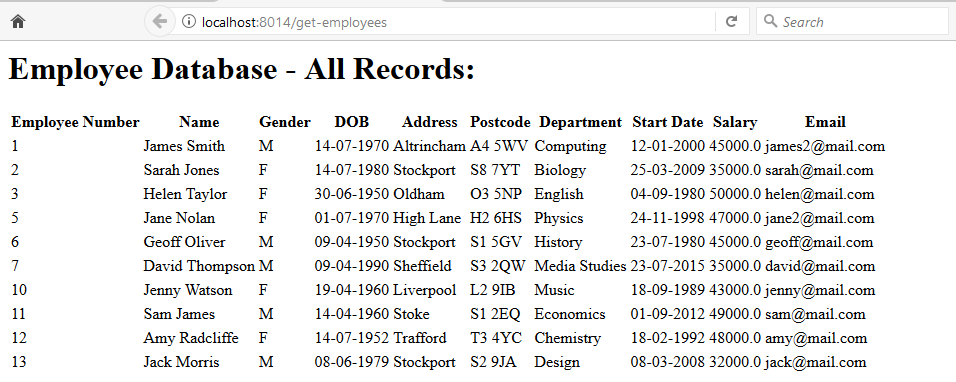 localhost:8014/get-employees
Search
Employee Database - All Records:
Employee Number Name Gender DOB Address Postcode Department Start Date Salary Email
1 James Smith M 14-07-1970 Altrincham A4 5WV Computing 12-01-2000 45000.0 james2@mail.com
2 Sarah Jones F 14-07-1980 Stockport S8 7YT Biology 25-03-2009 35000.0 sarah@mail.com
3 Helen Taylor F 30-06-1950 Oldham O3 5NP English 04-09-1980 50000.0 helen@mail.com
5 Jane Nolan F 01-07-1970 High Lane H2 6HS Physics 24-11-1998 47000.0 jane2@mail.com
6 Geoff Oliver M 09-04-1950 Stockport S1 5GV History 23-07-1980 45000.0 geoff@mail.com
7 David Thompson M 09-04-1990 Sheffield S3 2QW Media Studies 23-07-2015 35000.0 david@mail.com
10 Jenny Watson F 19-04-1960 Liverpool L2 9IB Music 18-09-1989 43000.0 jenny@mail.com
11 Sam James M 14-04-1960 Stoke S1 2EQ Economics 01-09-2012 49000.0 sam@mail.com
12 Amy Radcliffe F 14-07-1952 Trafford T3 4YC Chemistry 18-02-1992 48000.0 amy@mail.com
13 Jack Morris M 08-06-1979 Stockport S2 9JA Design 08-03-2008 32000.0 jack@mail.com